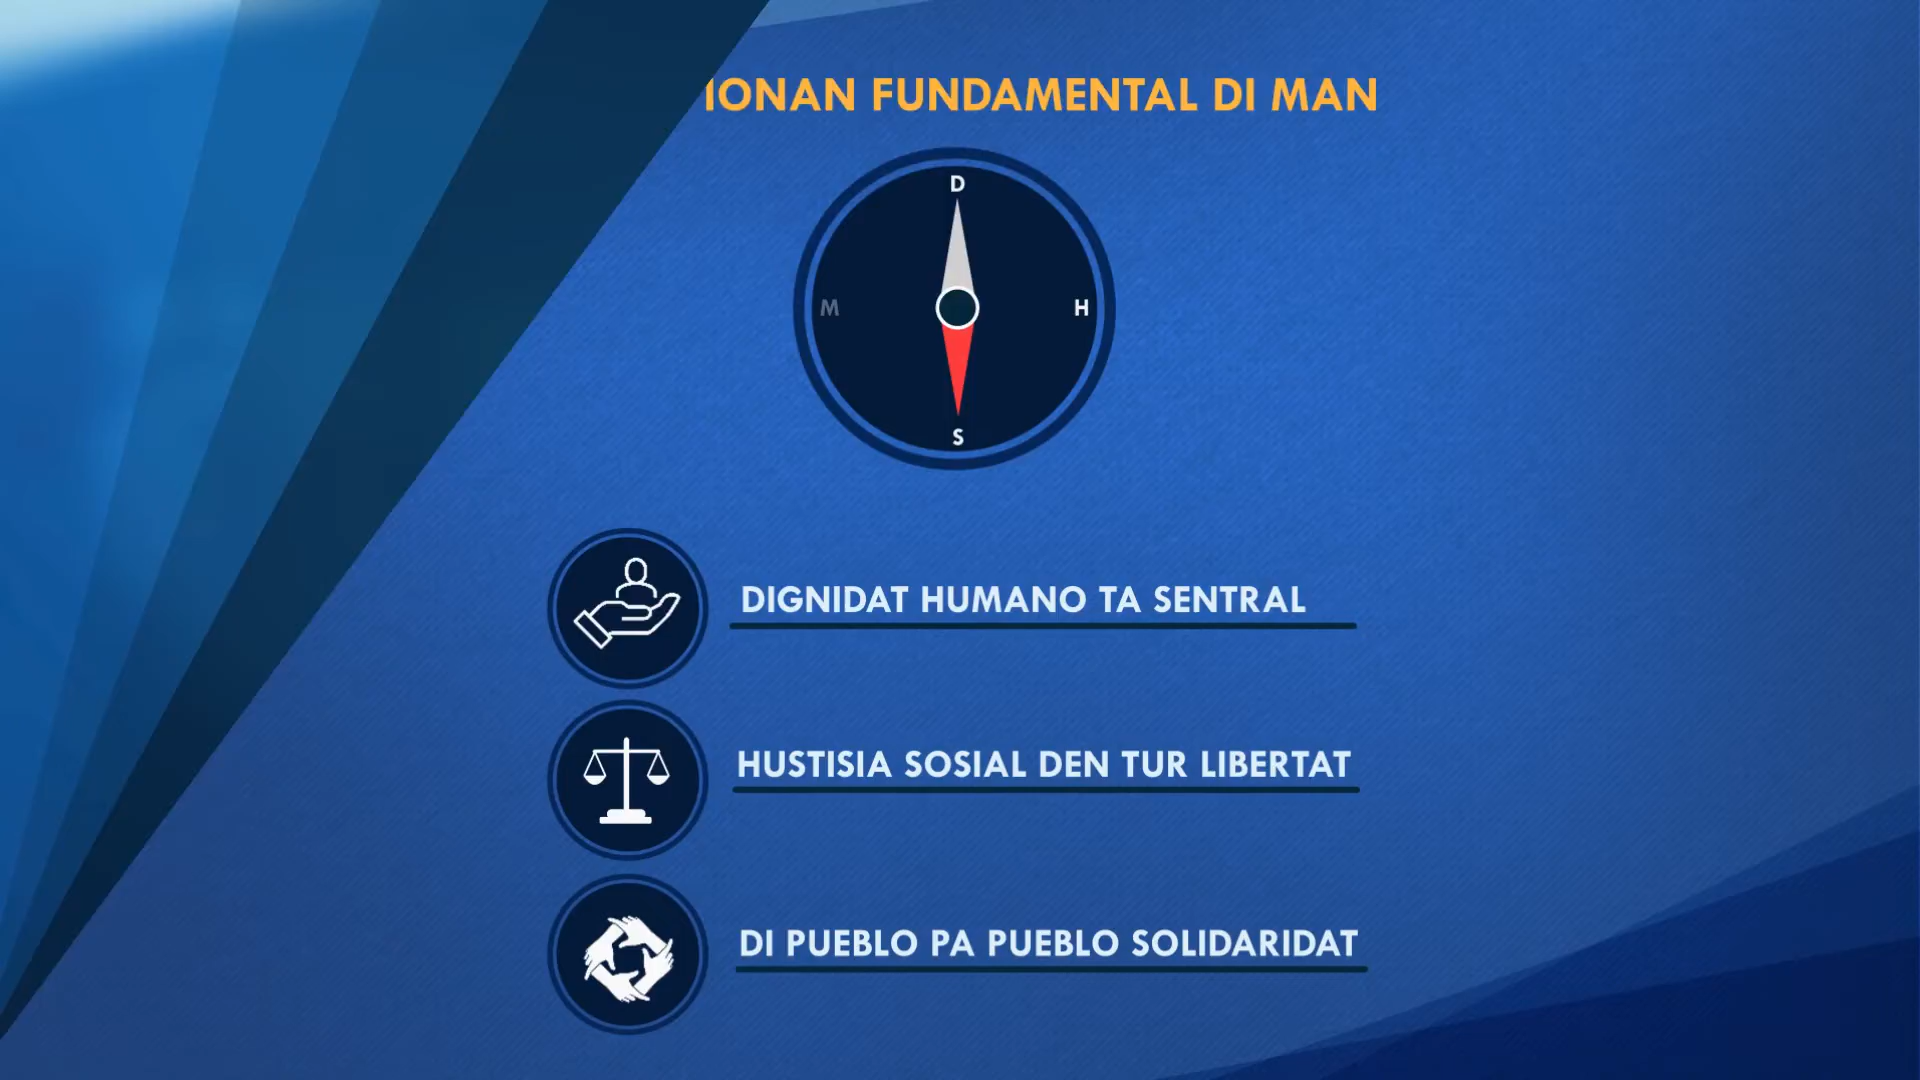 IONAN FUNDAMENTAL DI MAN
D
M
H
S
DIGNIDAT HUMANO TA SENTRAL
HUSTISIA SOSIAL DEN TUR LIBERTAT
DI PUEBLO PA PUEBLO SOLIDARIDAT